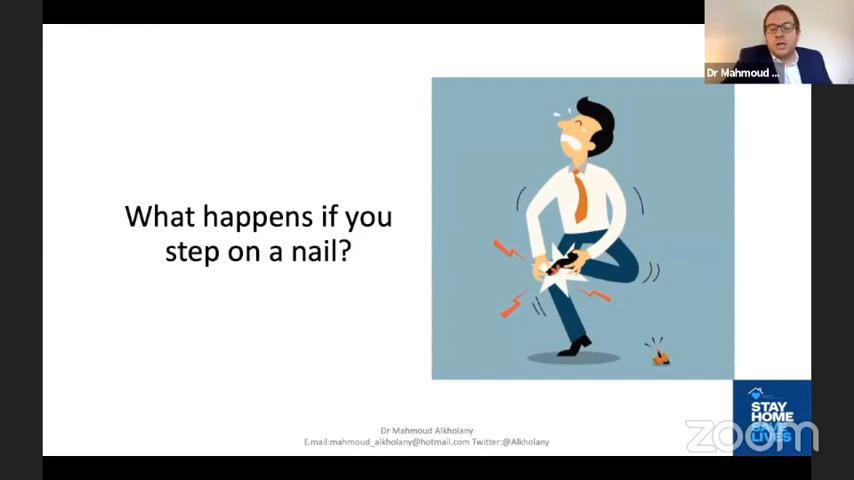 Dr Mahmoud ...
What happens if you
step on a nail?
Dr Mahmoud Alkholany
E.mail:mahmoud_alkholany@hotmail.com Twitter:@Alkholany
STAY
HOME
SAVE
LIVES
zoom